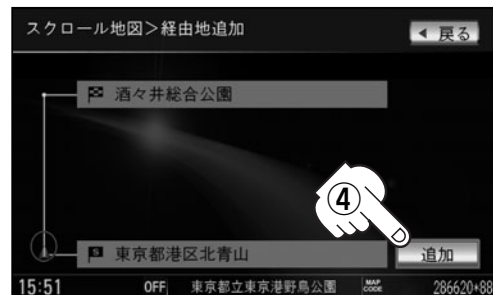 スクロール地図＞経由地追加
◀ 戻る
酒々井総合公園
④
S 東京都港区北青山
追加
15:51 OFF 東京都立東京港野鳥公園 MAP CODE 286620*88